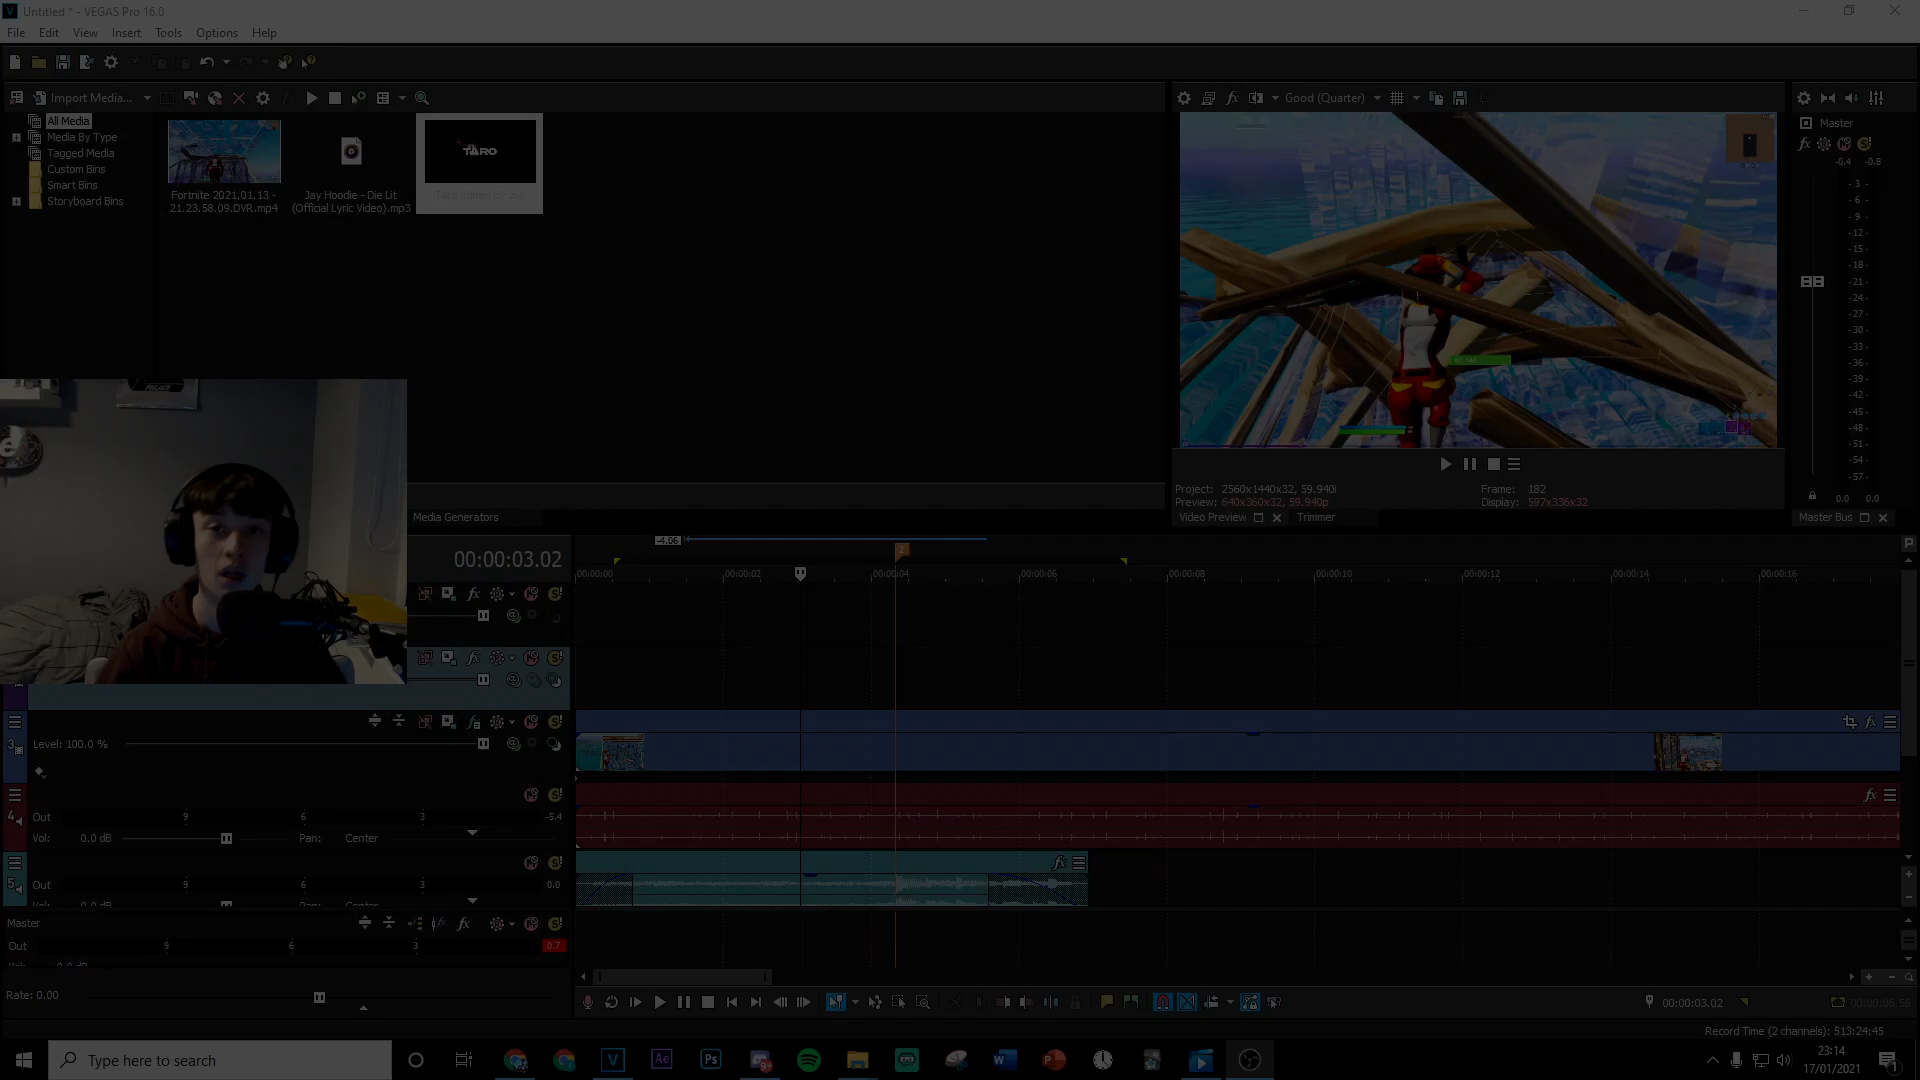 Untitled * - VEGAS Pro 16.0
File Edit View Insert Tools Options Help
Import Media...
Good (Quarter)
All Media
Media By Type
Tagged Media
Custom Bins
Smart Bins
Storyboard Bins
TARO
Fortnite 2021.01.13 -
21.23.58.09.DVR.mp4
Jay Hoodie - Die Lit
(Official Lyric Video).mp3
Master
-0.4 -0.8
3
6
9
12
15
18
21
24
27
30
33
36
39
42
45
48
51
54
57
0.0 0.0
Project: 2560x1440x32, 59.940i
Frame: 182
Preview: 640x360x32, 59.940p
Display: 597x336x32
Video Preview
Trimmer
Master Bus
Media Generators
00:00:03.02
-4.06
2
00:00:00 00:00:02 00:00:04 00:00:06 00:00:08 00:00:10 00:00:12 00:00:14 00:00:16
3
Level: 100.0 %
4
Out 9 6 3 -5.4
Vol: 0.0 dB Pan: Center
5
Out 9 6 3 0.0
Vol: 0.0 dB Pan: Center
Master
Out 9 6 3 0.7
Rate: 0.00
00:00:03.02
Record Time (2 channels): 513:24:45
Type here to search
Ae
Ps
23:14
17/01/2021